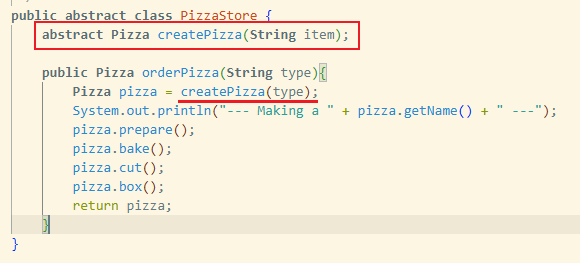 public abstract class PizzaStore {
    abstract Pizza createPizza(String item);

    public Pizza orderPizza(String type){
        Pizza pizza = createPizza(type);
        System.out.println("--- Making a " + pizza.getName() + " ---");
        pizza.prepare();
        pizza.bake();
        pizza.cut();
        pizza.box();
        return pizza;
    }
}